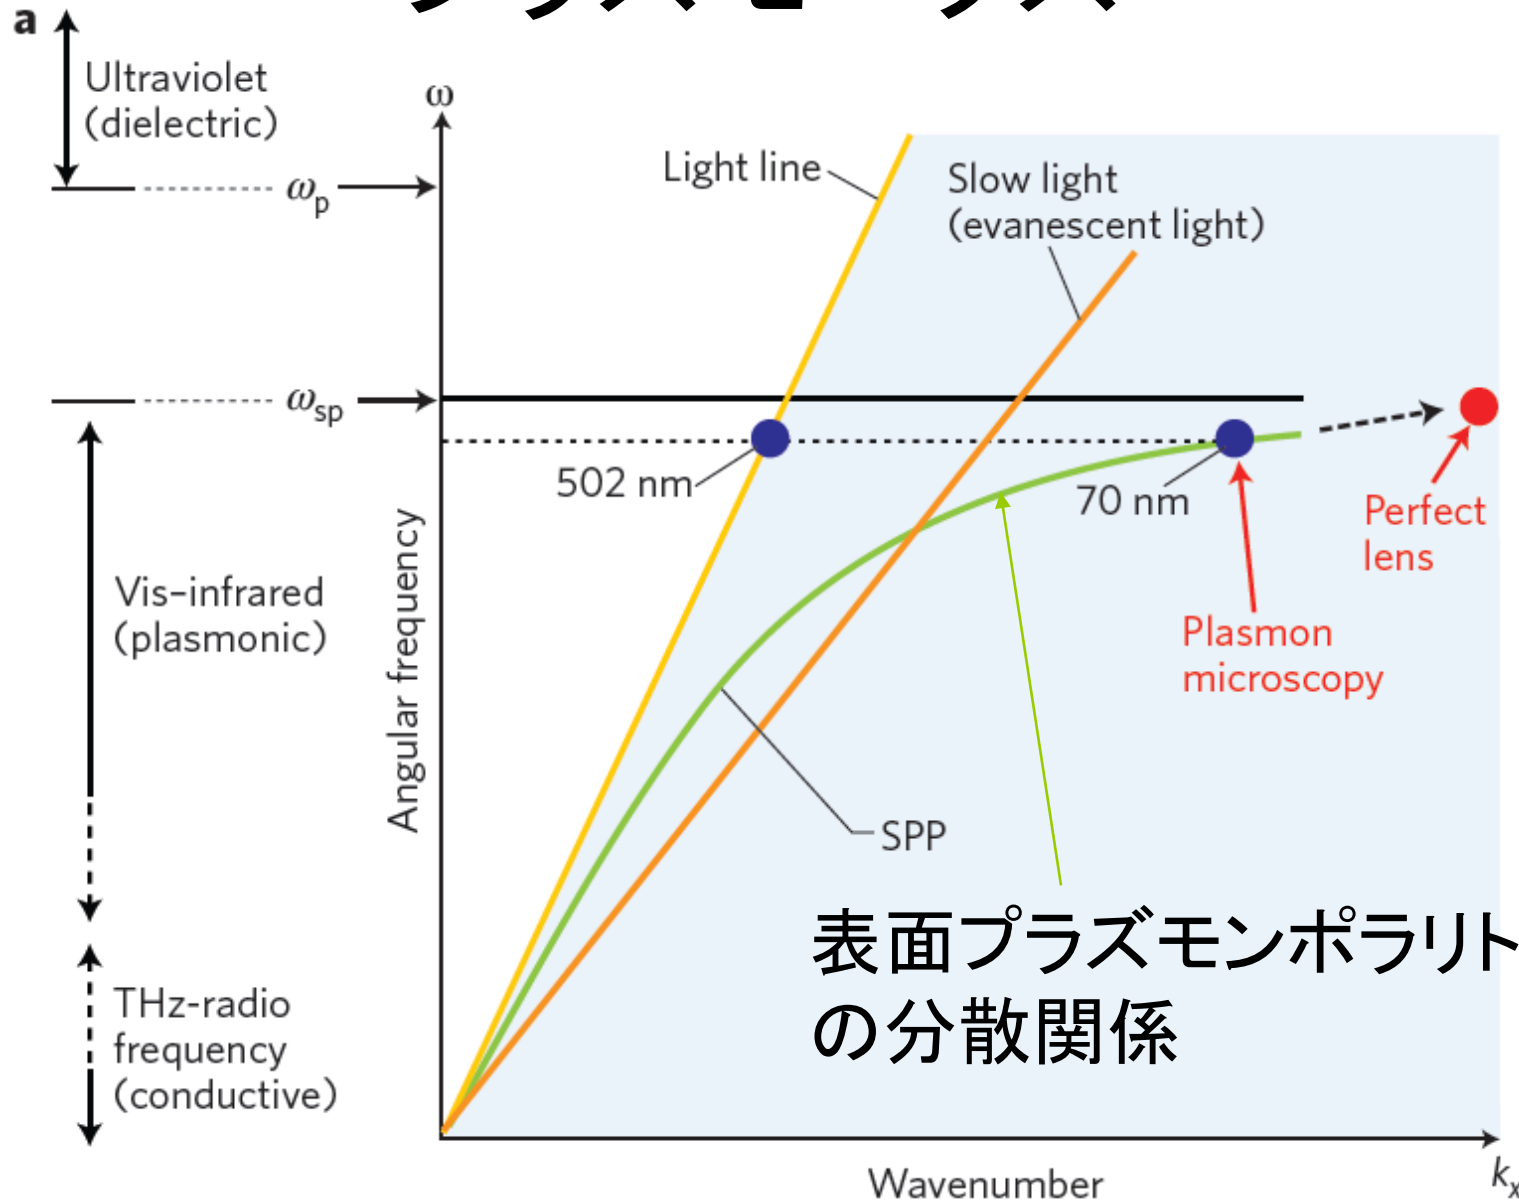 a
Ultraviolet
(dielectric)
ω
ωp
Light line
Slow light
(evanescent light)
ωsp
502 nm
70 nm
Perfect
lens
Plasmon
microscopy
Vis–infrared
(plasmonic)
Angular frequency
SPP
表面プラズモンポラリト
の分散関係
THz-radio
frequency
(conductive)
Wavenumber
kx